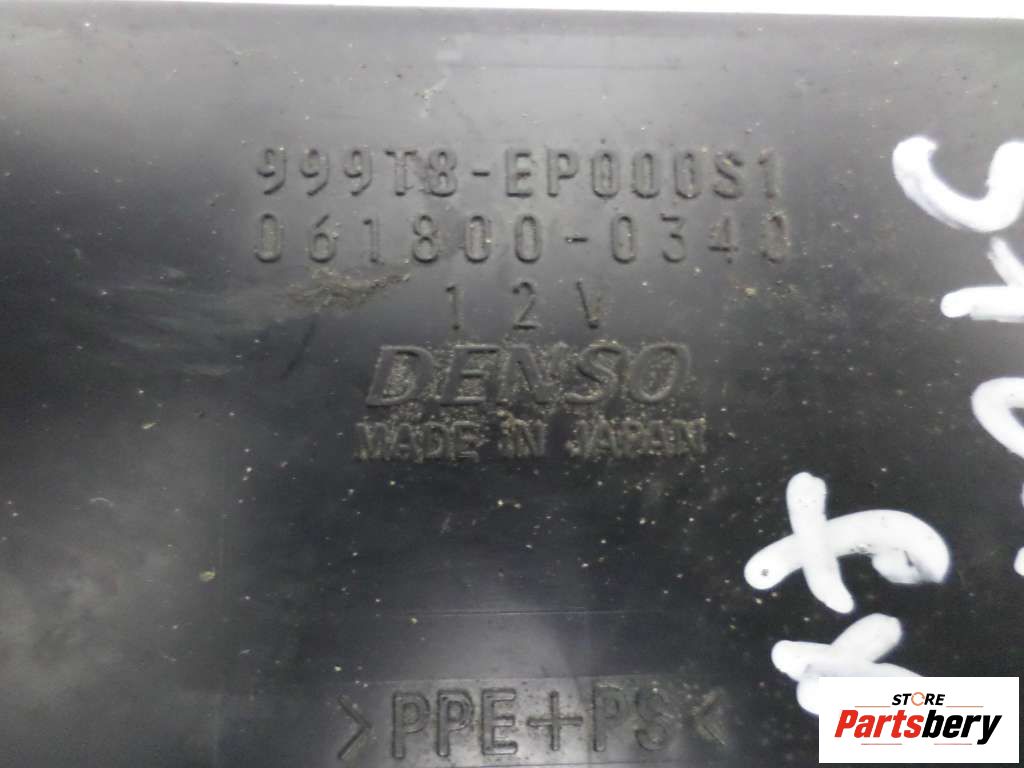 999T8-EP000S1
061800-0340
12V
DENSO
MADE IN JAPAN
>PPE+PS<
STORE
Partsbery